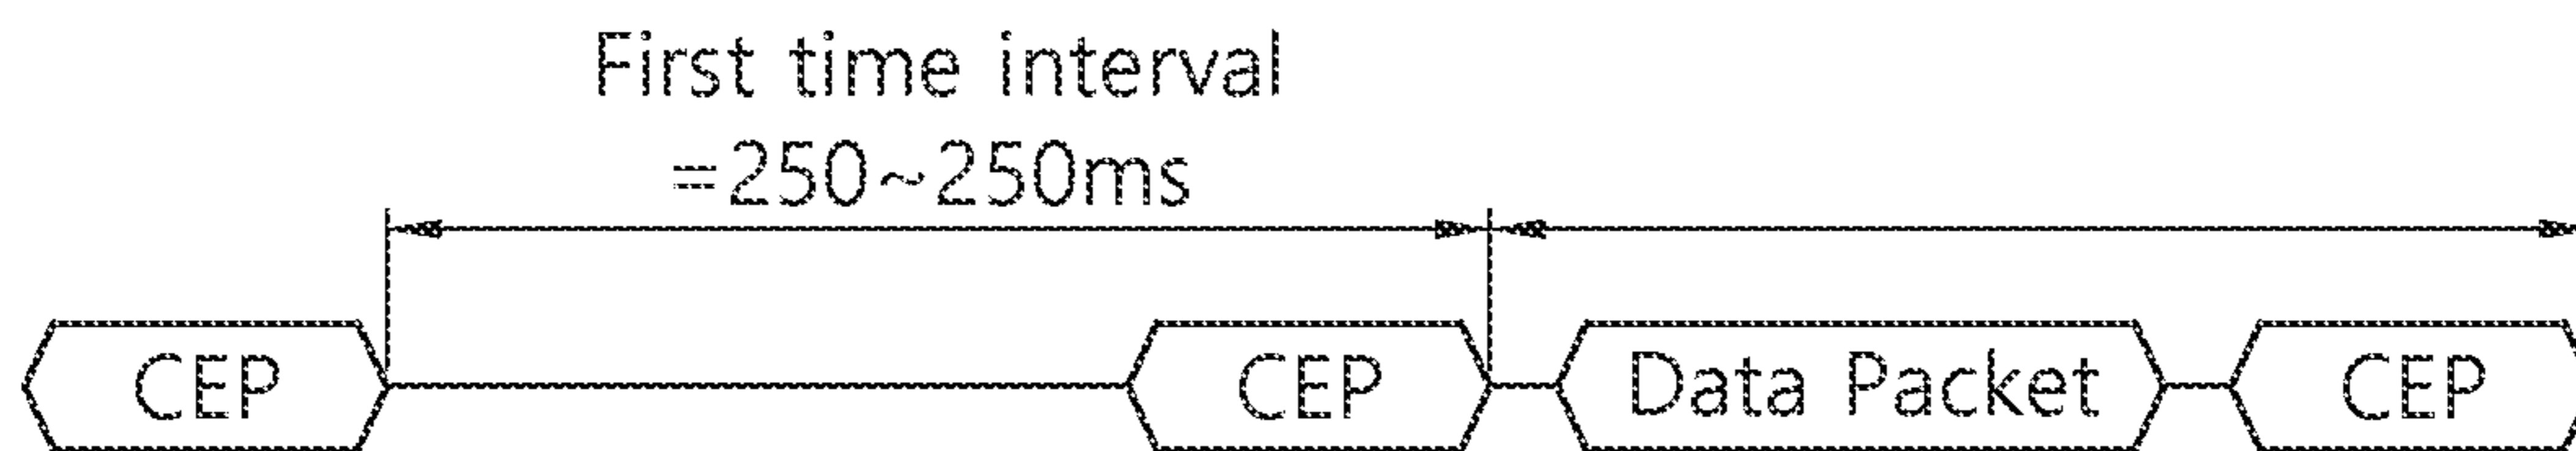 First time interval
=250~250ms
CEP CEP Data Packet CEP